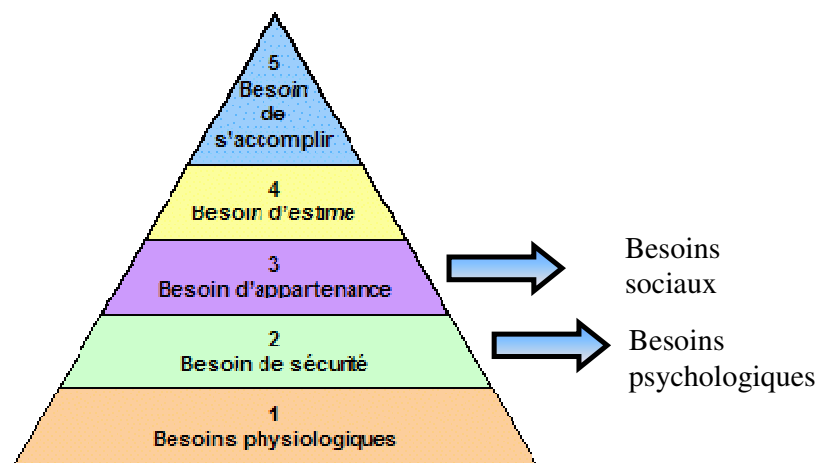 5
Besoin
de
s'accomplir
4
Besoin d'estime
3
Besoin d'appartenance
Besoins
sociaux
2
Besoin de sécurité
Besoins
psychologiques
1
Besoins physiologiques